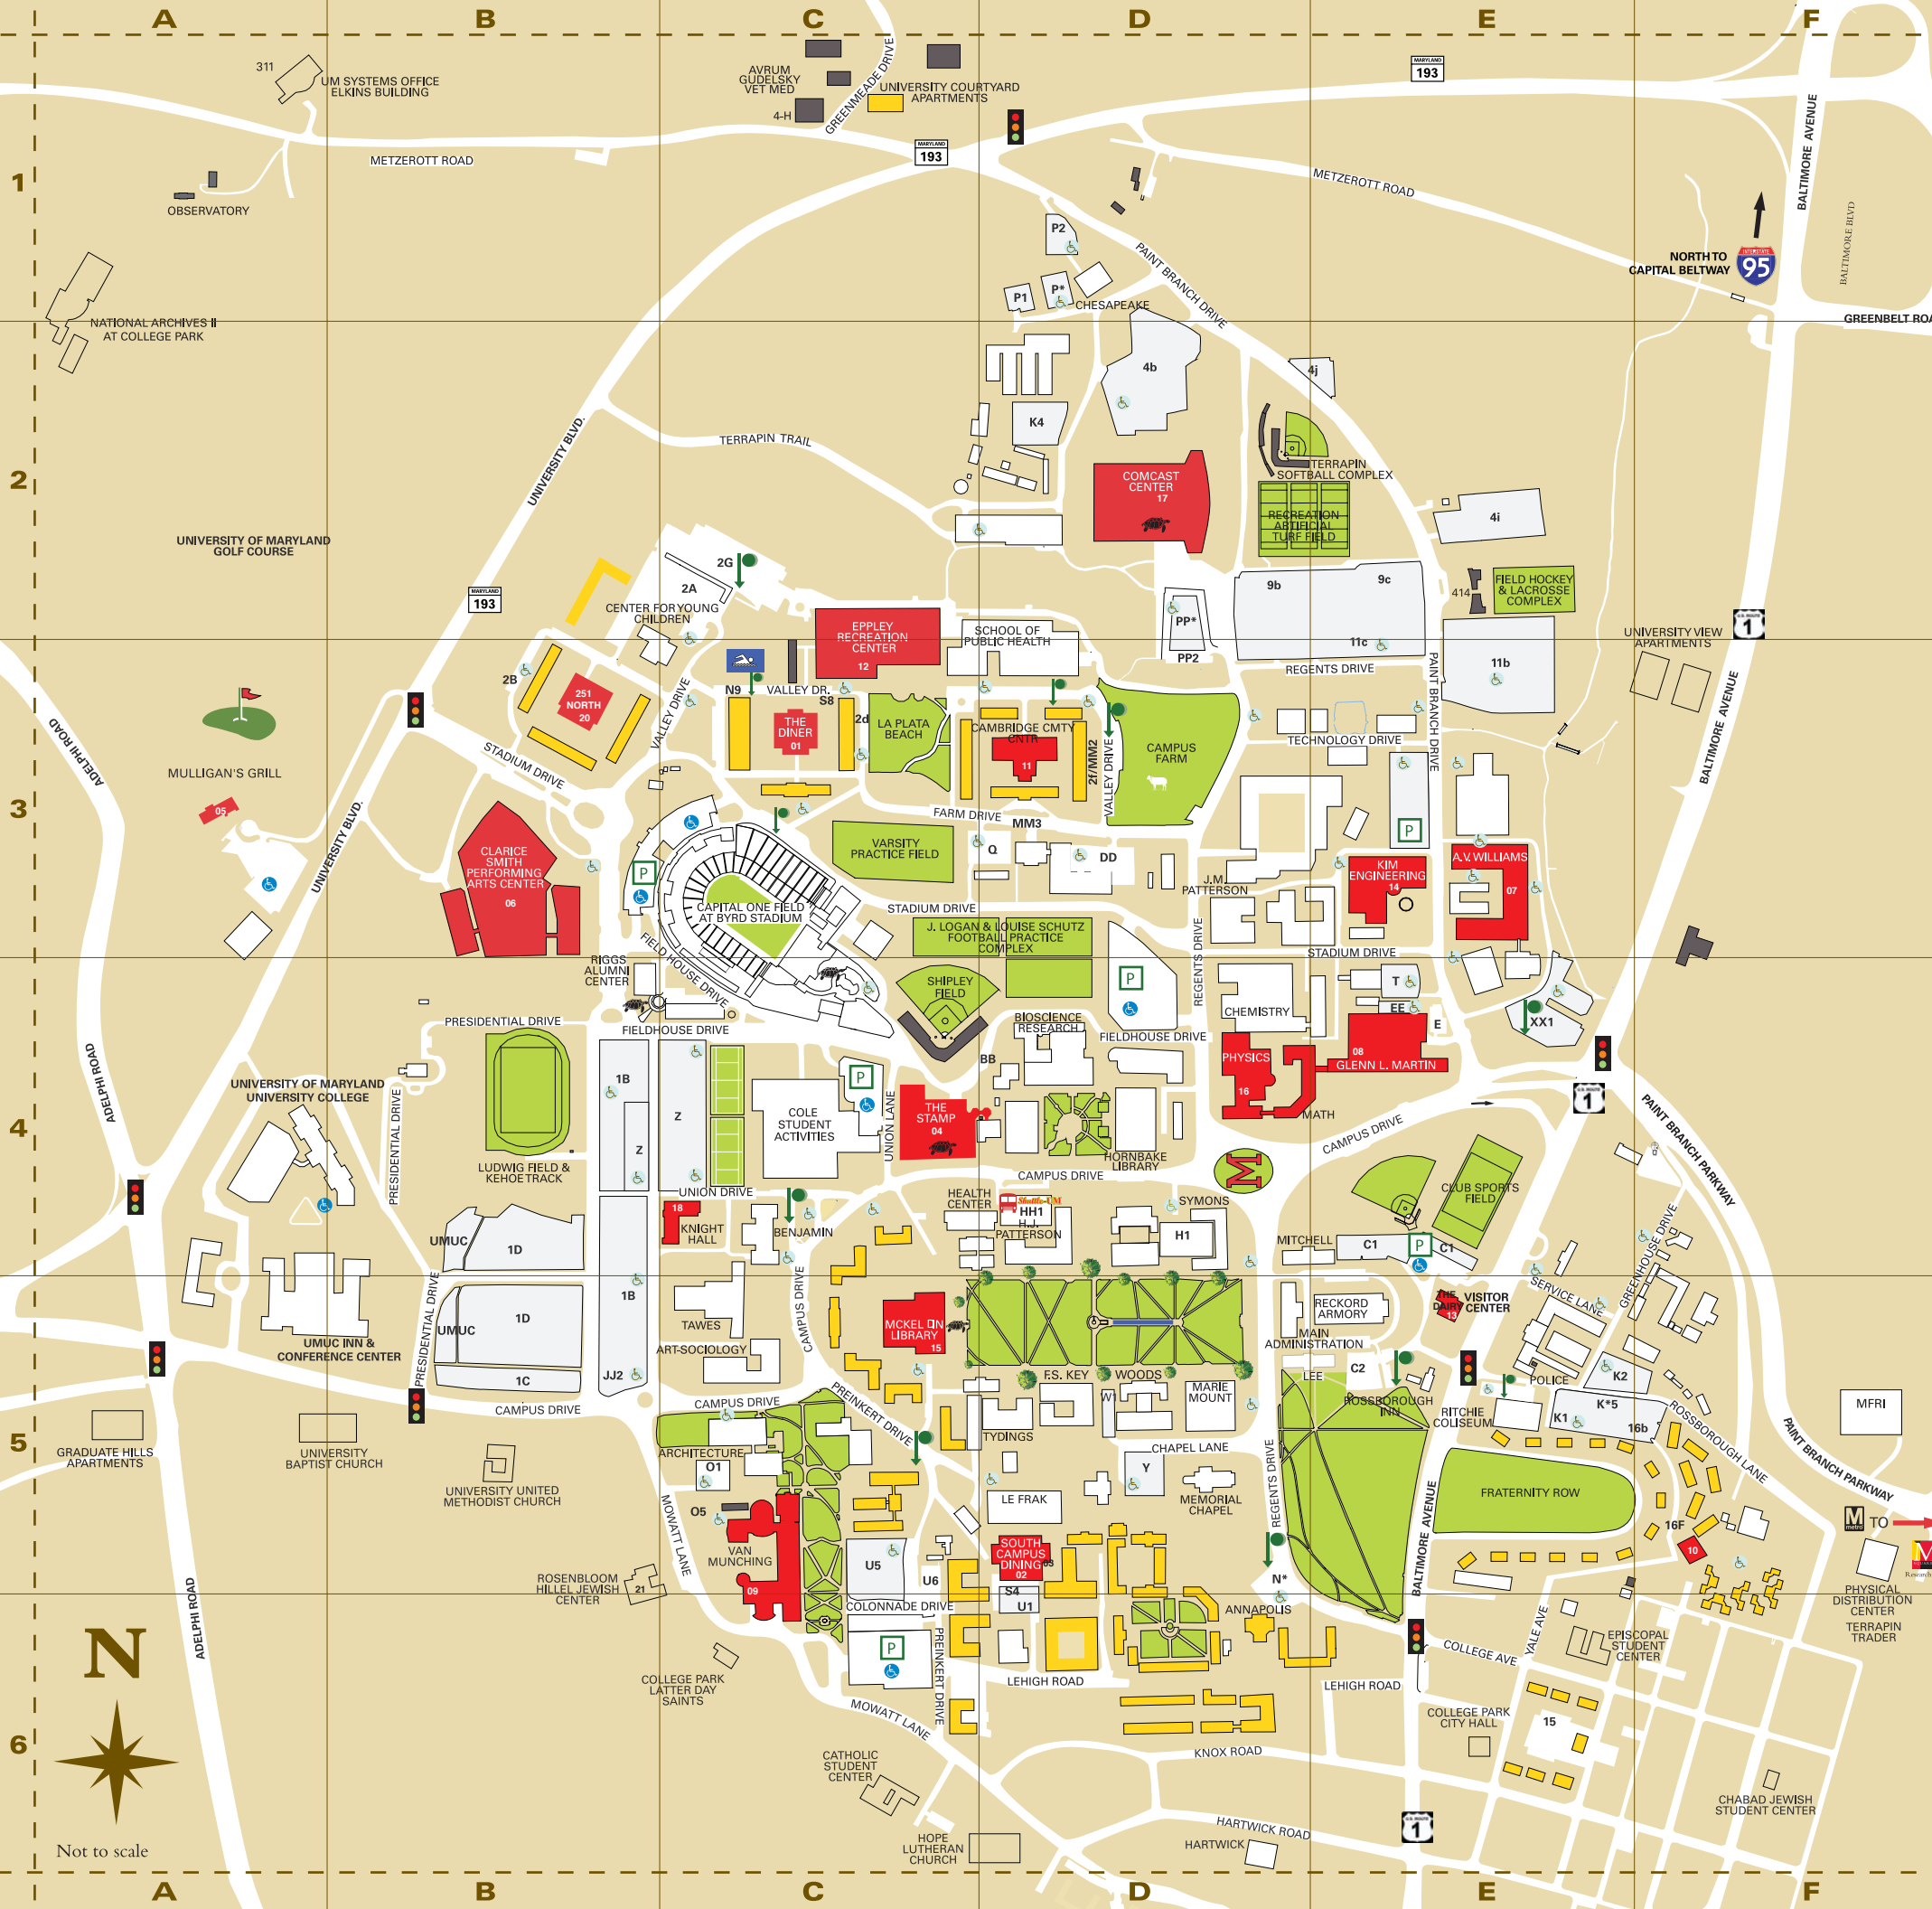 A
B
C
D
E
F
1
2
3
4
5
6
311
UM SYSTEMS OFFICE
ELKINS BUILDING
AVRUM
GUDELSKY
VET MED
4-H
GREENMEADE DRIVE
UNIVERSITY COURTYARD
APARTMENTS
MARYLAND
193
MARYLAND
193
METZEROTT ROAD
METZEROTT ROAD
OBSERVATORY
BALTIMORE AVENUE
BALTIMORE BLVD
NORTH TO
CAPITAL BELTWAY
INTERSTATE
95
GREENBELT ROA
NATIONAL ARCHIVES II
AT COLLEGE PARK
P2
P1
P*
CHESAPEAKE
PAINT BRANCH DRIVE
4b
4j
K4
TERRAPIN TRAIL
UNIVERSITY BLVD.
COMCAST
CENTER
17
TERRAPIN
SOFTBALL COMPLEX
RECREATION
ARTIFICIAL
TURF FIELD
4i
UNIVERSITY OF MARYLAND
GOLF COURSE
MARYLAND
193
2G
2A
CENTER FOR YOUNG
CHILDREN
9b
9c
11c
414
FIELD HOCKEY
& LACROSSE
COMPLEX
PP*
PP2
EPPLEY
RECREATION
CENTER
12
SCHOOL OF
PUBLIC HEALTH
REGENTS DRIVE
11b
UNIVERSITY VIEW
APARTMENTS
U.S. ROUTE
1
2B
251
NORTH
20
VALLEY DRIVE
N9
VALLEY DR.
S8
2d
THE
DINER
01
LA PLATA
BEACH
CAMBRIDGE CMTY
CNTR
11
2f/MM2
VALLEY DRIVE
CAMPUS
FARM
TECHNOLOGY DRIVE
PAINT BRANCH DRIVE
BALTIMORE AVENUE
ADELPHI ROAD
MULLIGAN'S GRILL
05
STADIUM DRIVE
UNIVERSITY BLVD.
CLARICE
SMITH
PERFORMING
ARTS CENTER
06
P
CAPITAL ONE FIELD
AT BYRD STADIUM
VARSITY
PRACTICE FIELD
FARM DRIVE
MM3
Q
DD
P
J.M.
PATTERSON
KIM
ENGINEERING
14
A.V. WILLIAMS
07
STADIUM DRIVE
J. LOGAN & LOUISE SCHUTZ
FOOTBALL PRACTICE
COMPLEX
REGENTS DRIVE
STADIUM DRIVE
RIGGS
ALUMNI
CENTER
FIELD HOUSE DRIVE
SHIPLEY
FIELD
P
CHEMISTRY
T
EE
E
XX1
PRESIDENTIAL DRIVE
FIELDHOUSE DRIVE
BIOSCIENCE
RESEARCH
FIELDHOUSE DRIVE
BB
PHYSICS
16
08
GLENN L. MARTIN
MATH
ADELPHI ROAD
UNIVERSITY OF MARYLAND
UNIVERSITY COLLEGE
PRESIDENTIAL DRIVE
1B
Z
Z
COLE
STUDENT
ACTIVITIES
P
UNION LANE
THE
STAMP
04
HORNBAKE
LIBRARY
M
CAMPUS DRIVE
CAMPUS DRIVE
U.S. ROUTE
1
PAINT BRANCH PARKWAY
LUDWIG FIELD &
KEHOE TRACK
UNION DRIVE
18
KNIGHT
HALL
BENJAMIN
HEALTH
CENTER
Shuttle-UM
HH1
H.J.
PATTERSON
SYMONS
H1
MITCHELL
C1
P
C1
CLUB SPORTS
FIELD
UMUC
1D
UMUC
1D
1C
1B
JJ2
UMUC INN &
CONFERENCE CENTER
PRESIDENTIAL DRIVE
TAWES
ART-SOCIOLOGY
CAMPUS DRIVE
MCKELDIN
LIBRARY
15
RECKORD
ARMORY
MAIN
ADMINISTRATION
THE
DAIRY
13
VISITOR
CENTER
SERVICE LANE
GREENHOUSE DRIVE
CAMPUS DRIVE
CAMPUS DRIVE
PREINKERT DRIVE
F.S. KEY
WOODS
W1
MARIE
MOUNT
LEE
C2
ROSSBOROUGH
INN
RITCHIE
COLISEUM
POLICE
K2
K*5
K1
16b
ROSSBOROUGH LANE
MFRI
PAINT BRANCH PARKWAY
GRADUATE HILLS
APARTMENTS
UNIVERSITY
BAPTIST CHURCH
UNIVERSITY UNITED
METHODIST CHURCH
ARCHITECTURE
O1
O5
TYDINGS
CHAPEL LANE
Y
MEMORIAL
CHAPEL
LE FRAK
REGENTS DRIVE
FRATERNITY ROW
BALTIMORE AVENUE
16F
10
M
metro
TO
MOWATT LANE
VAN
MUNCHING
09
U5
U6
SOUTH
CAMPUS
DINING
02
03
S4
U1
N*
ANNAPOLIS
ROSENBLOOM
HILLEL JEWISH
CENTER
21
COLONNADE DRIVE
P
PREINKERT DRIVE
PHYSICAL
DISTRIBUTION
CENTER
TERRAPIN
TRADER
ADELPHI ROAD
N
Not to scale
COLLEGE PARK
LATTER DAY
SAINTS
MOWATT LANE
LEHIGH ROAD
LEHIGH ROAD
COLLEGE AVE
YALE AVE
EPISCOPAL
STUDENT
CENTER
COLLEGE PARK
CITY HALL
15
KNOX ROAD
CATHOLIC
STUDENT
CENTER
HOPE
LUTHERAN
CHURCH
HARTWICK ROAD
HARTWICK
U.S. ROUTE
1
CHABAD JEWISH
STUDENT CENTER
A
B
C
D
E
F